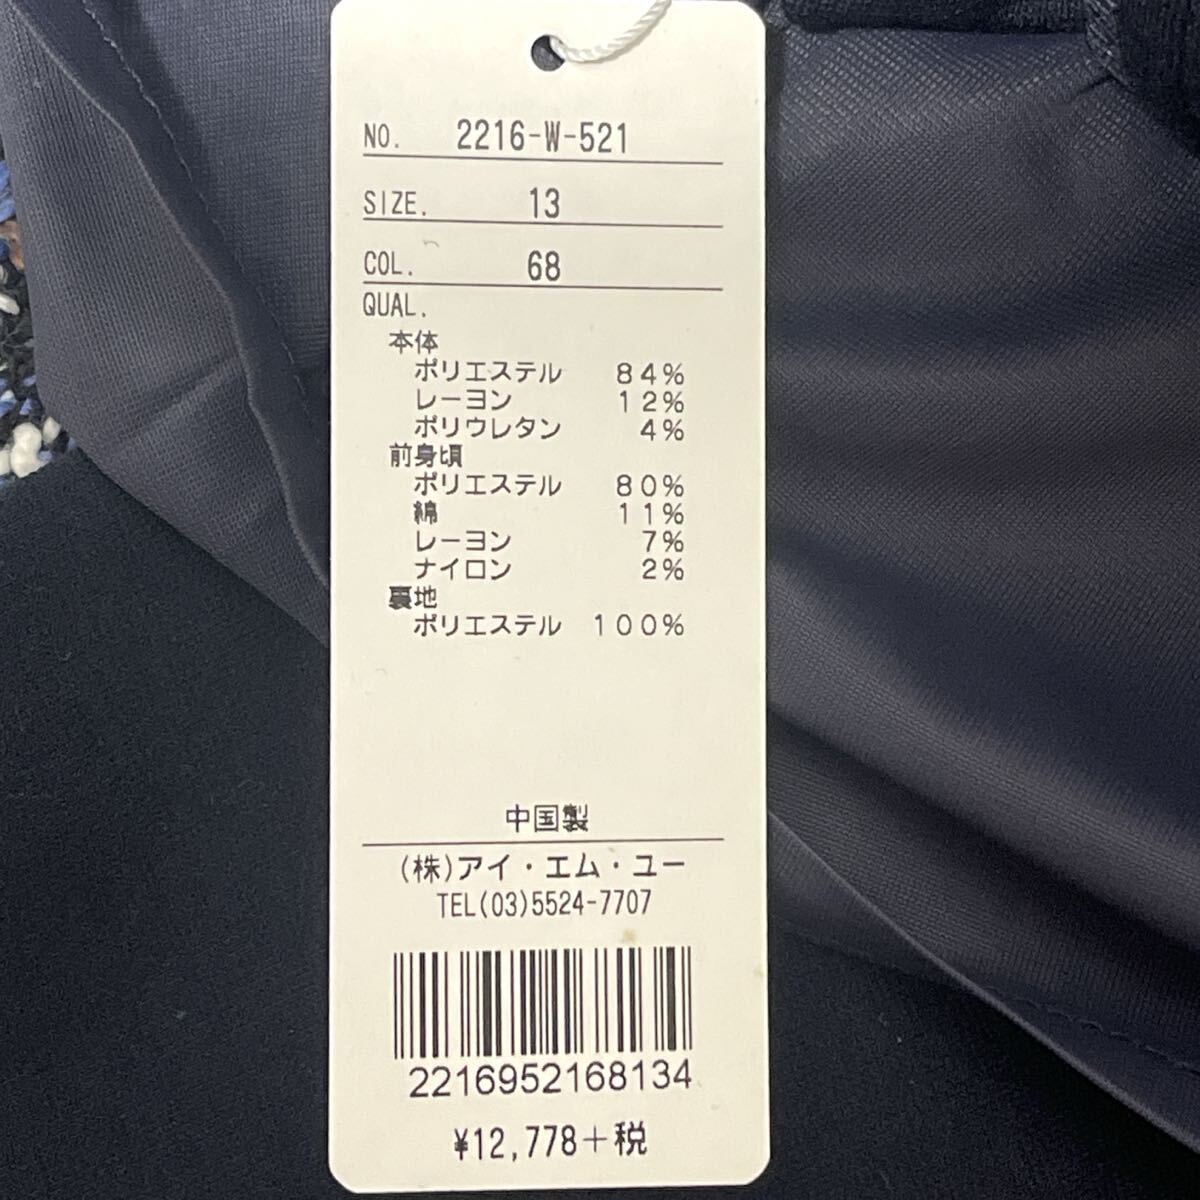 NO. 2216-W-521
SIZE. 13
COL. 68
QUAL.
本体
ポリエステル 84%
レーヨン 12%
ポリウレタン 4%
前身頃
ポリエステル 80%
綿 11%
レーヨン 7%
ナイロン 2%
裏地
ポリエステル 100%
中国製
(株)アイ・エム・ユー
TEL(03)5524-7707
2216952168134
¥12,778+税